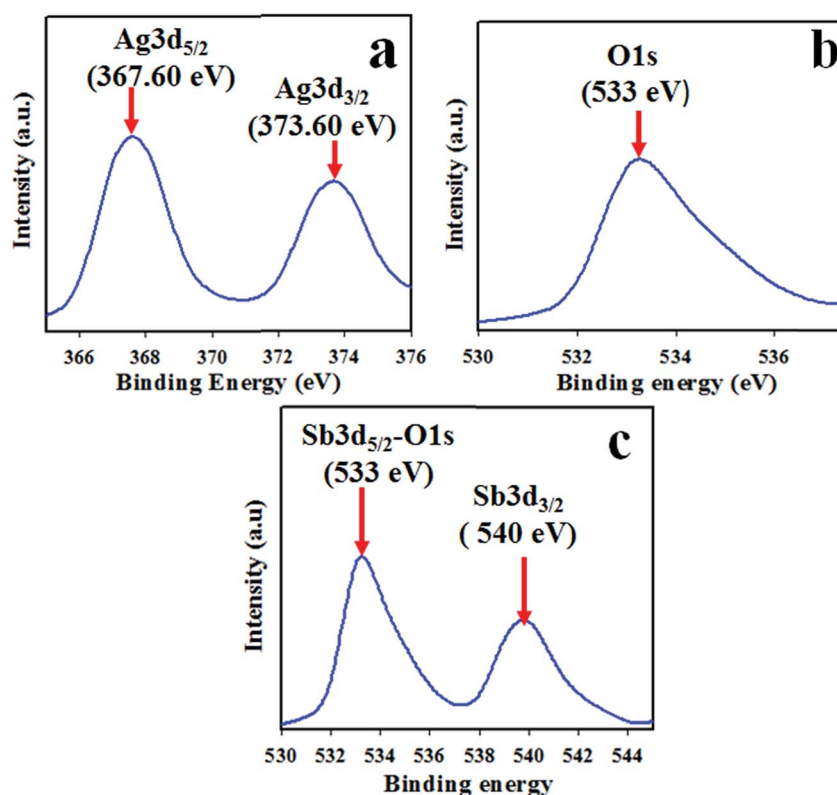 Ag3d5/2
(367.60 eV)
Ag3d3/2
(373.60 eV)
a
Intensity (a.u.)
366 368 370 372 374 376
Binding Energy (eV)
O1s
(533 eV)
b
Intensity (a.u.)
530 532 534 536
Binding energy (eV)
Sb3d5/2-O1s
(533 eV)
Sb3d3/2
( 540 eV)
c
Intensity (a.u)
530 532 534 536 538 540 542 544
Binding energy